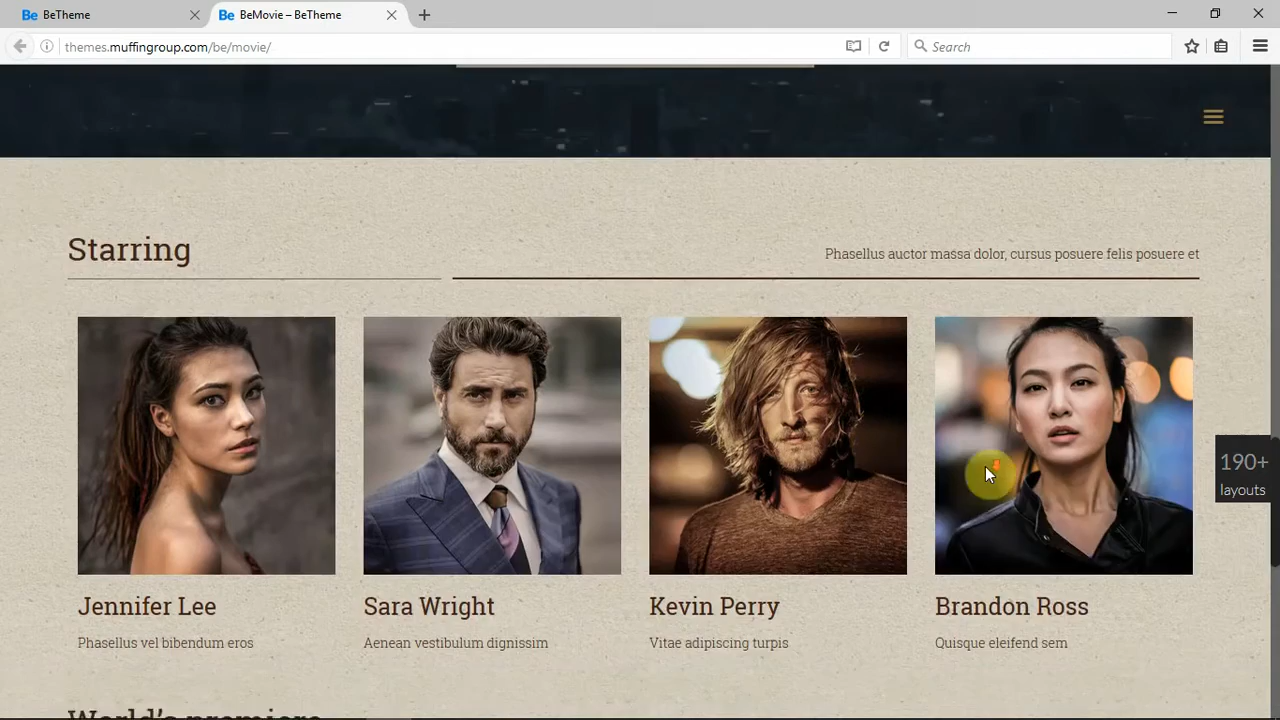 BeTheme
BeMovie – BeTheme
themes.muffingroup.com/be/movie/
Search
Starring
Phasellus auctor massa dolor, cursus posuere felis posuere et
190+
layouts
Jennifer Lee
Sara Wright
Kevin Perry
Brandon Ross
Phasellus vel bibendum eros
Aenean vestibulum dignissim
Vitae adipiscing turpis
Quisque eleifend sem
World's premiere